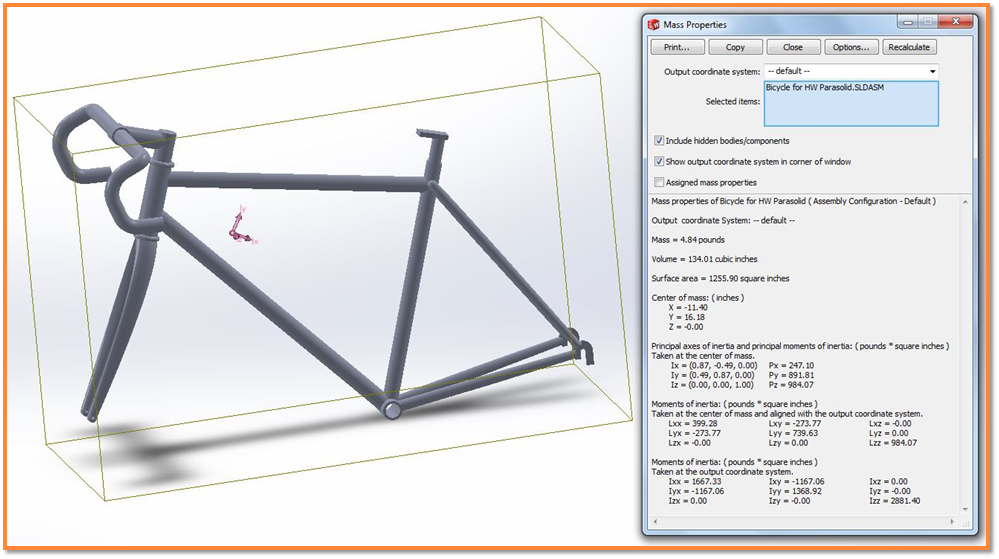 Mass Properties
Print... Copy Close Options... Recalculate
Output coordinate system: -- default --
Bicycle for HW Parasolid.SLDASM
Selected items:
Include hidden bodies/components
Show output coordinate system in corner of window
Assigned mass properties
Mass properties of Bicycle for HW Parasolid ( Assembly Configuration - Default )
Output coordinate System: -- default --
Mass = 4.84 pounds
Volume = 134.01 cubic inches
Surface area = 1255.90 square inches
Center of mass: ( inches )
X = -11.40
Y = 16.18
Z = -0.00
Principal axes of inertia and principal moments of inertia: ( pounds * square inches )
Taken at the center of mass.
Ix = (0.87, -0.49, 0.00) Px = 247.10
Iy = (0.49, 0.87, 0.00) Py = 891.81
Iz = (0.00, 0.00, 1.00) Pz = 984.07
Moments of inertia: ( pounds * square inches )
Taken at the center of mass and aligned with the output coordinate system.
Lxx = 399.28 Lxy = -273.77 Lxz = -0.00
Lyx = -273.77 Lyy = 739.63 Lyz = 0.00
Lzx = -0.00 Lzy = 0.00 Lzz = 984.07
Moments of inertia: ( pounds * square inches )
Taken at the output coordinate system.
Ixx = 1667.33 Ixy = -1167.06 Ixz = 0.00
Iyx = -1167.06 Iyy = 1368.92 Iyz = -0.00
Izx = 0.00 Izy = -0.00 Izz = 2881.40
Iy
Ix